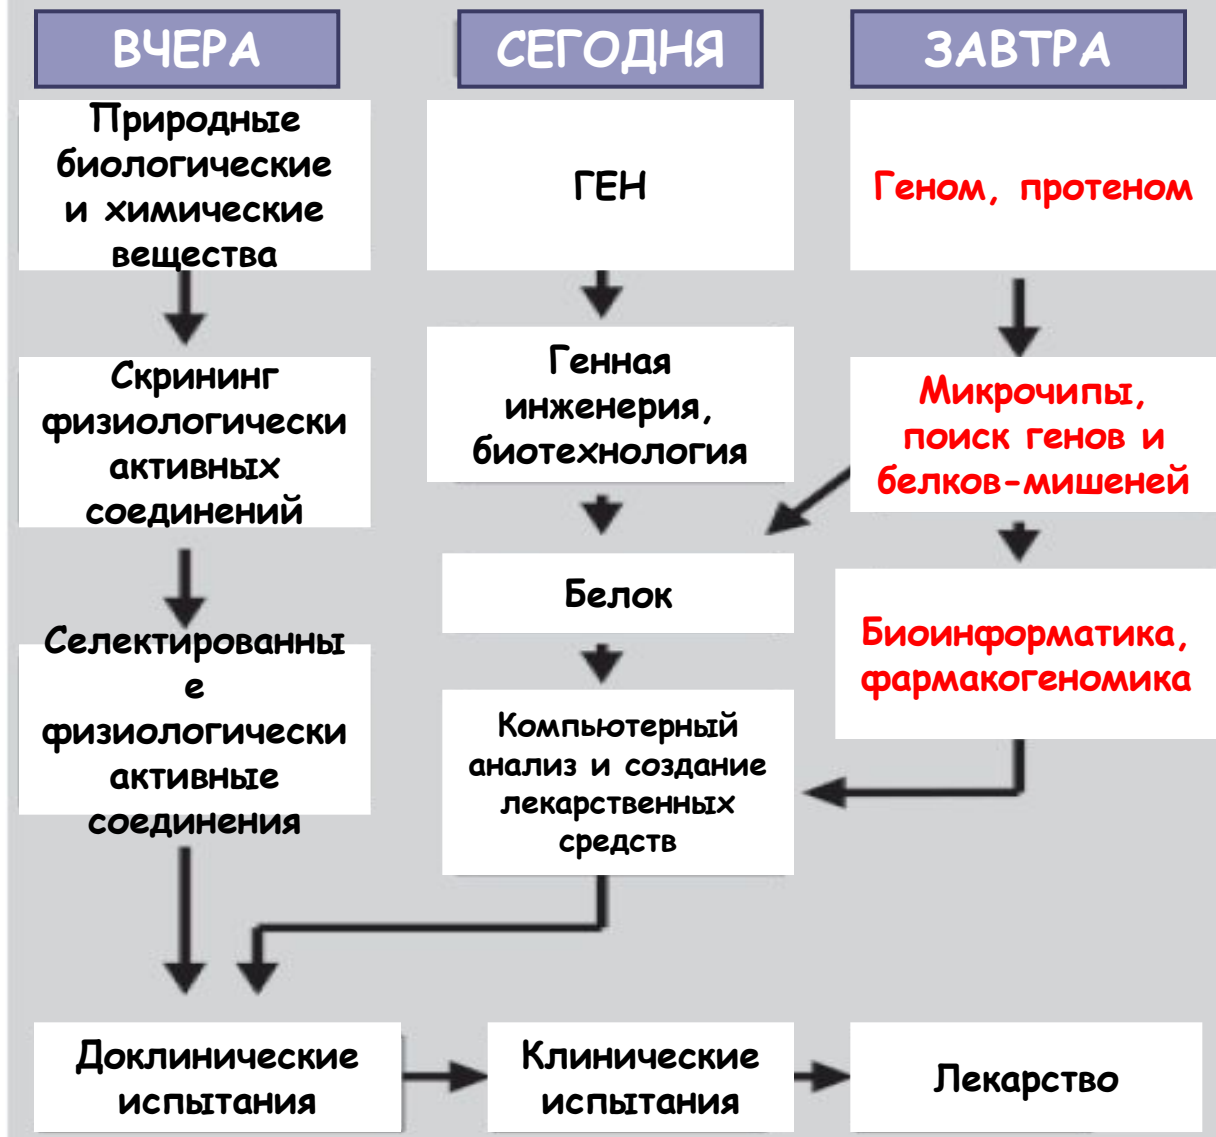 ВЧЕРА
СЕГОДНЯ
ЗАВТРА
Природные
биологические
и химические
вещества
ГЕН
Геном, протеном
Скрининг
физиологически
активных
соединений
Генная
инженерия,
биотехнология
Микрочипы,
поиск генов и
белков-мишеней
Селектированны
е
физиологически
активные
соединения
Белок
Компьютерный
анализ и создание
лекарственных
средств
Биоинформатика,
фармакогеномика
Доклинические
испытания
Клинические
испытания
Лекарство